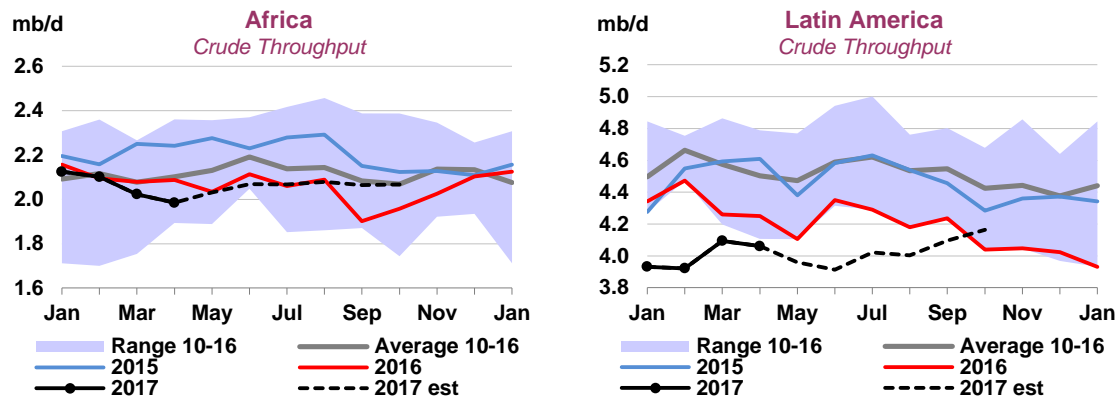 mb/d
Africa
Crude Throughput
2.6
2.4
2.2
2.0
1.8
1.6
Jan Mar May Jul Sep Nov Jan
Range 10-16 Average 10-16
2015 2016
2017 2017 est
mb/d
Latin America
Crude Throughput
5.2
5.0
4.8
4.6
4.4
4.2
4.0
3.8
Jan Mar May Jul Sep Nov Jan
Range 10-16 Average 10-16
2015 2016
2017 2017 est